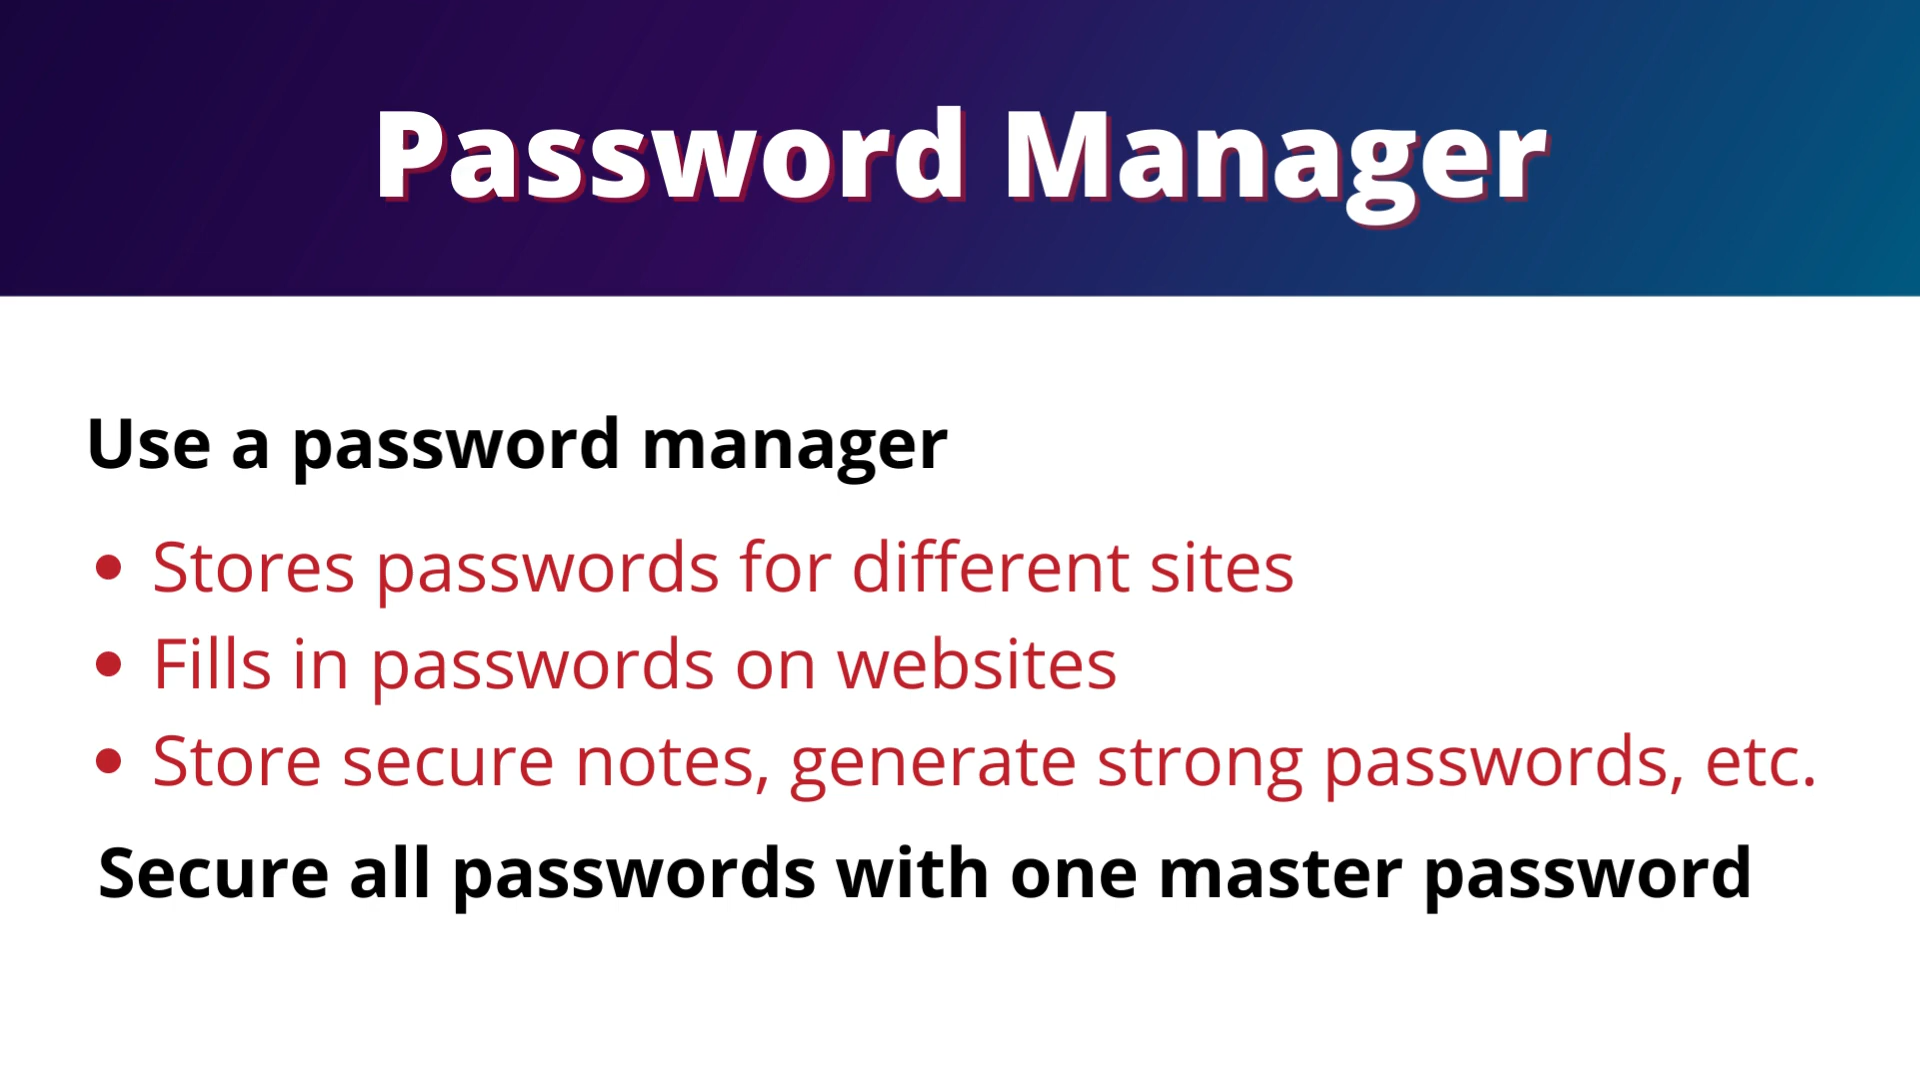 Password Manager
Use a password manager
• Stores passwords for different sites
• Fills in passwords on websites
• Store secure notes, generate strong passwords, etc.
Secure all passwords with one master password